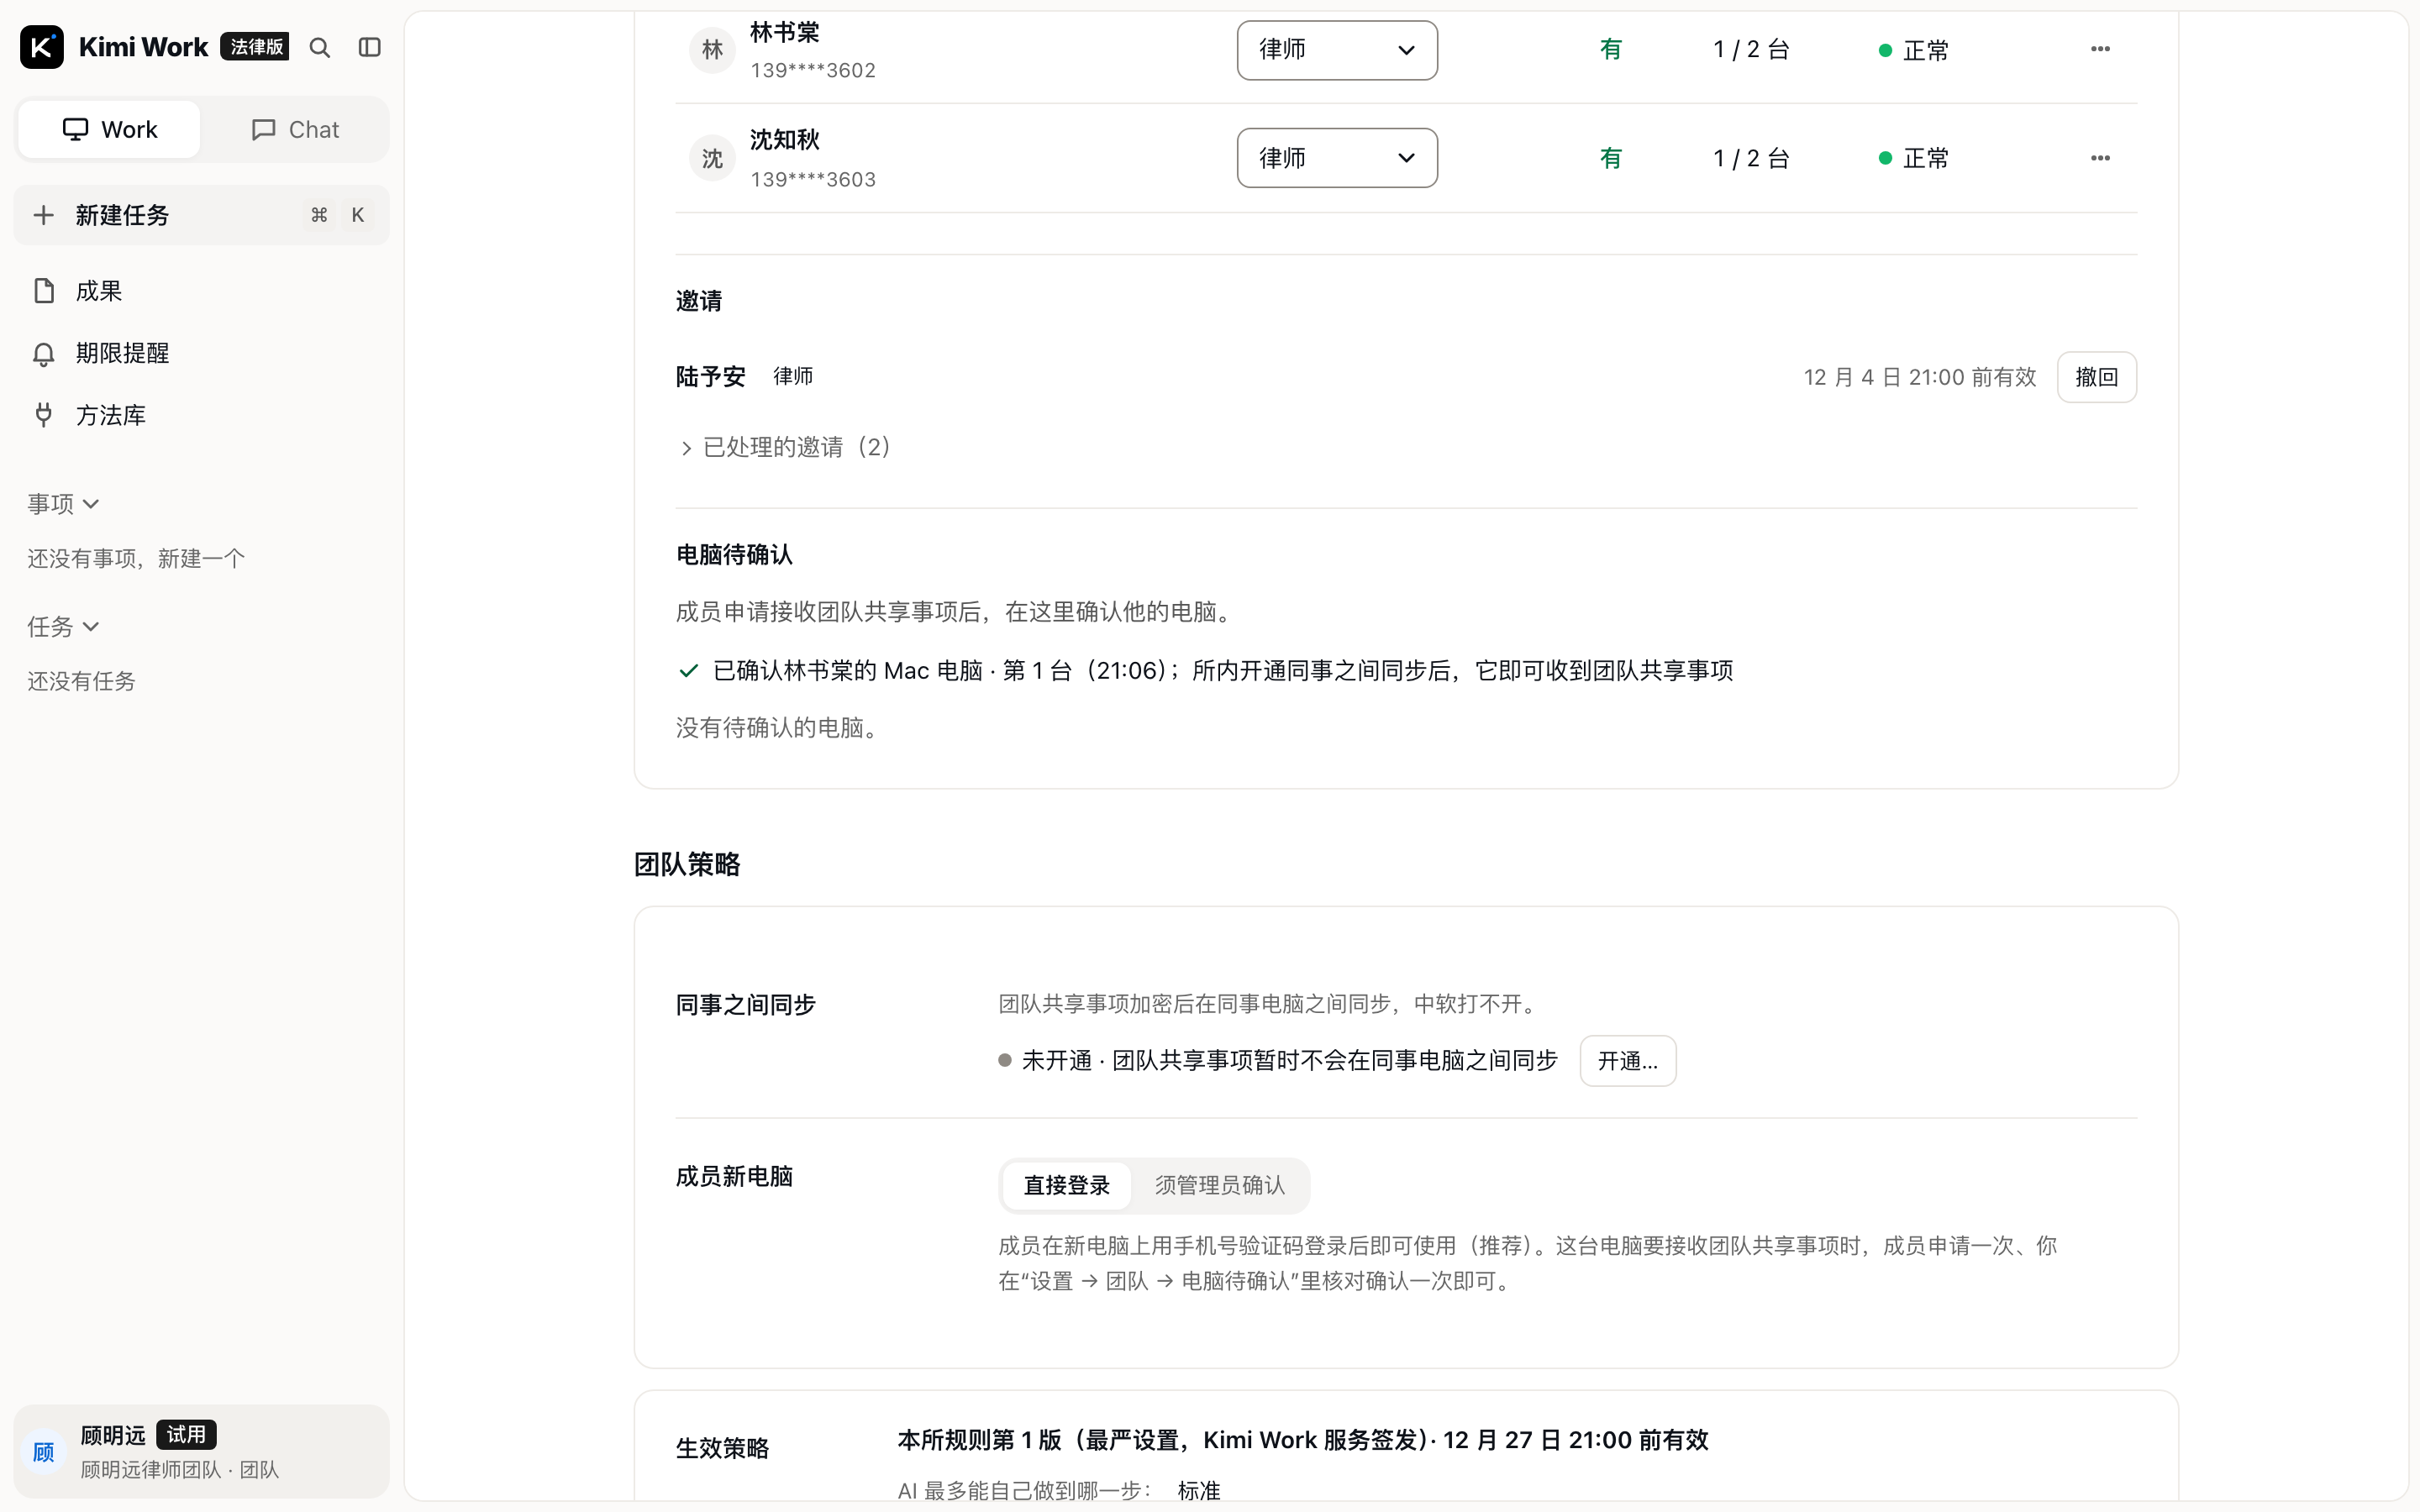 Kimi Work 法律版
Work
Chat
新建任务 ⌘ K
成果
期限提醒
方法库
事项
还没有事项，新建一个
任务
还没有任务
顾 顾明远 试用
顾明远律师团队 · 团队
林 林书棠 律师 有 1 / 2 台 正常
139****3602
沈 沈知秋 律师 有 1 / 2 台 正常
139****3603
邀请
陆予安 律师 12 月 4 日 21:00 前有效 撤回
已处理的邀请（2）
电脑待确认
成员申请接收团队共享事项后，在这里确认他的电脑。
已确认林书棠的 Mac 电脑 · 第 1 台（21:06）；所内开通同事之间同步后，它即可收到团队共享事项
没有待确认的电脑。
团队策略
同事之间同步 团队共享事项加密后在同事电脑之间同步，中软打不开。
未开通 · 团队共享事项暂时不会在同事电脑之间同步 开通...
成员新电脑 直接登录 须管理员确认
成员在新电脑上用手机号验证码登录后即可使用（推荐）。这台电脑要接收团队共享事项时，成员申请一次、你
在“设置 → 团队 → 电脑待确认”里核对确认一次即可。
生效策略 本所规则第 1 版（最严设置，Kimi Work 服务签发）· 12 月 27 日 21:00 前有效
AI 最多能自己做到哪一步： 标准